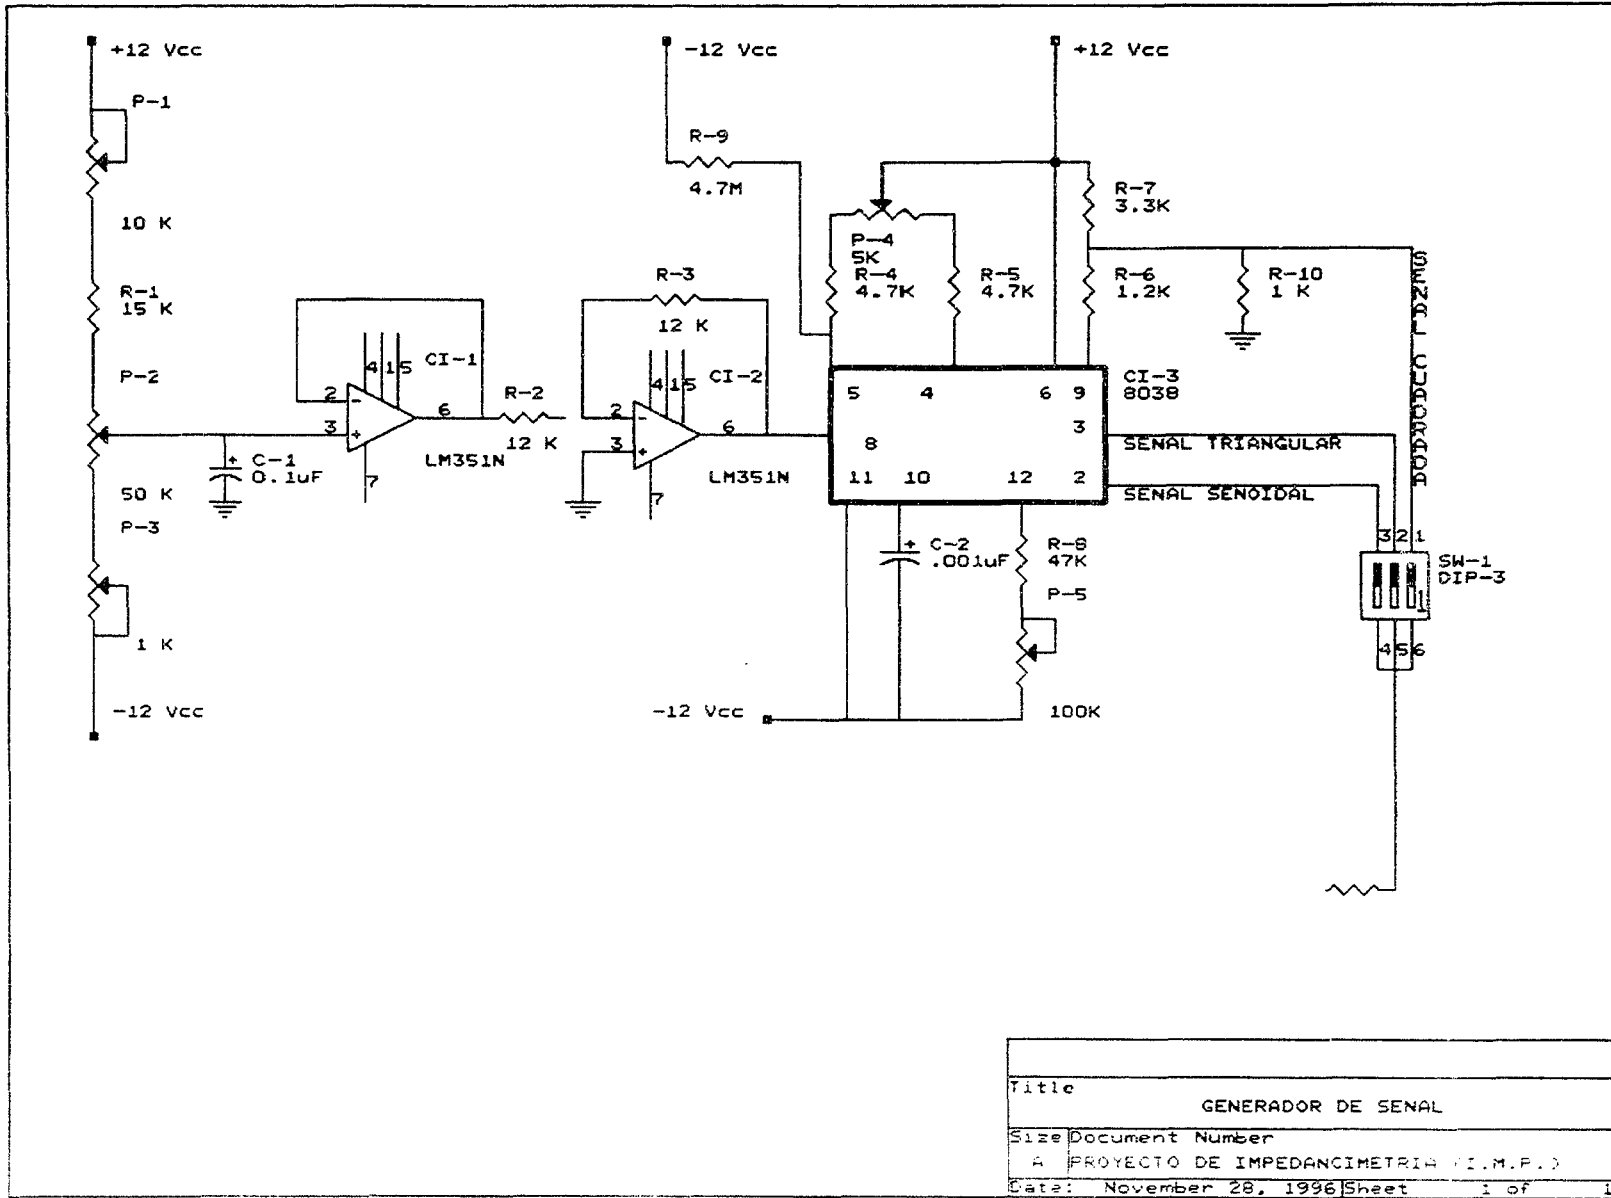 +12 Vcc
-12 Vcc
+12 Vcc
P-1
R-9
4.7M
R-7
3.3K
10 K
P-4
5K
R-1
15 K
R-3
12 K
R-4
4.7K
R-5
4.7K
R-6
1.2K
R-10
1 K
SENAL CUADRADA
P-2
4 1 5
CI-1
R-2
12 K
2
3
6
7
LM351N
4 1 5
CI-2
2
3
6
7
LM351N
CI-3
8038
5 4 6 9
8 3
11 10 12 2
SENAL TRIANGULAR
SENAL SENOIDAL
+ C-1
0.1uF
50 K
P-3
1 K
-12 Vcc
+ C-2
.001uF
R-8
47K
P-5
100K
-12 Vcc
3 2 1
SW-1
DIP-3
1
4 5 6
Title
GENERADOR DE SENAL
Size Document Number
A PROYECTO DE IMPEDANCIMETRIA (I.M.P.)
Date: November 28, 1996 Sheet 1 of 1